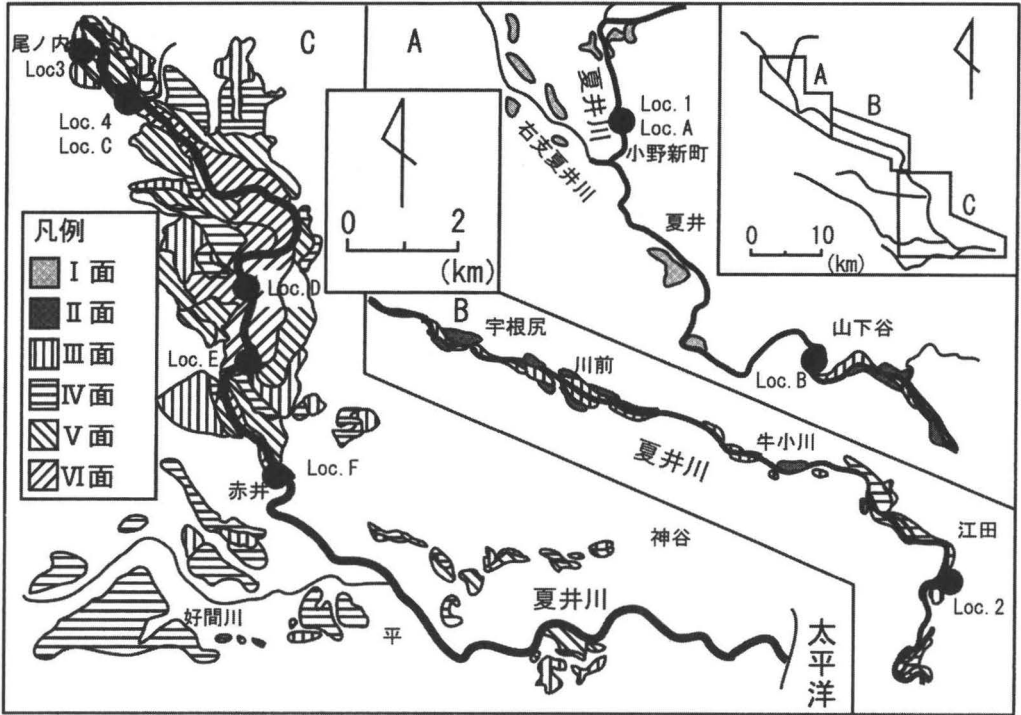 尾ノ内
Loc3
Loc.4
Loc.C
C
凡例
Ⅰ面
Ⅱ面
Ⅲ面
Ⅳ面
Ⅴ面
Ⅵ面
Loc.D
Loc.E
Loc.F
赤井
好間川
平
神谷
夏井川
太平洋
A
夏井川
Loc.1
Loc.A
小野新町
右支夏井川
夏井
山下谷
Loc.B
0 2
(km)
B
宇根尻
川前
夏井川
牛小川
江田
Loc.2
A
B
C
0 10
(km)